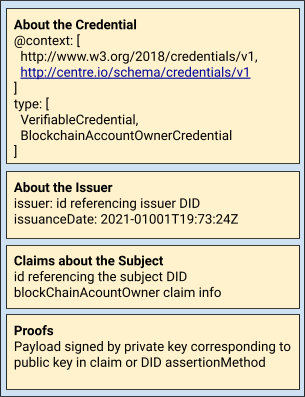 About the Credential
@context: [
http://www.w3.org/2018/credentials/v1,
http://centre.io/schema/credentials/v1
]
type: [
VerifiableCredential,
BlockchainAccountOwnerCredential
]
About the Issuer
issuer: id referencing issuer DID
issuanceDate: 2021-01001T19:73:24Z
Claims about the Subject
id referencing the subject DID
blockChainAcountOwner claim info
Proofs
Payload signed by private key corresponding to
public key in claim or DID assertionMethod